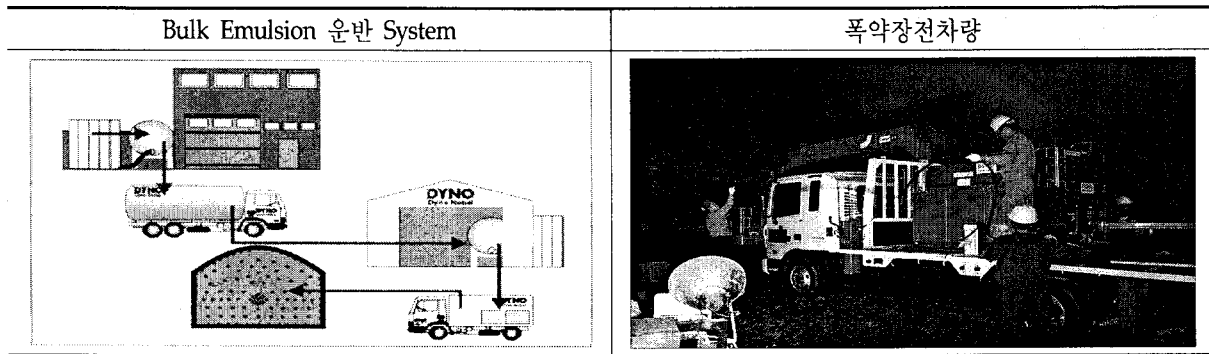 Bulk Emulsion 운반 System
폭약장전차량
DYNO
DYNO
Dyno Nobel
DYNO